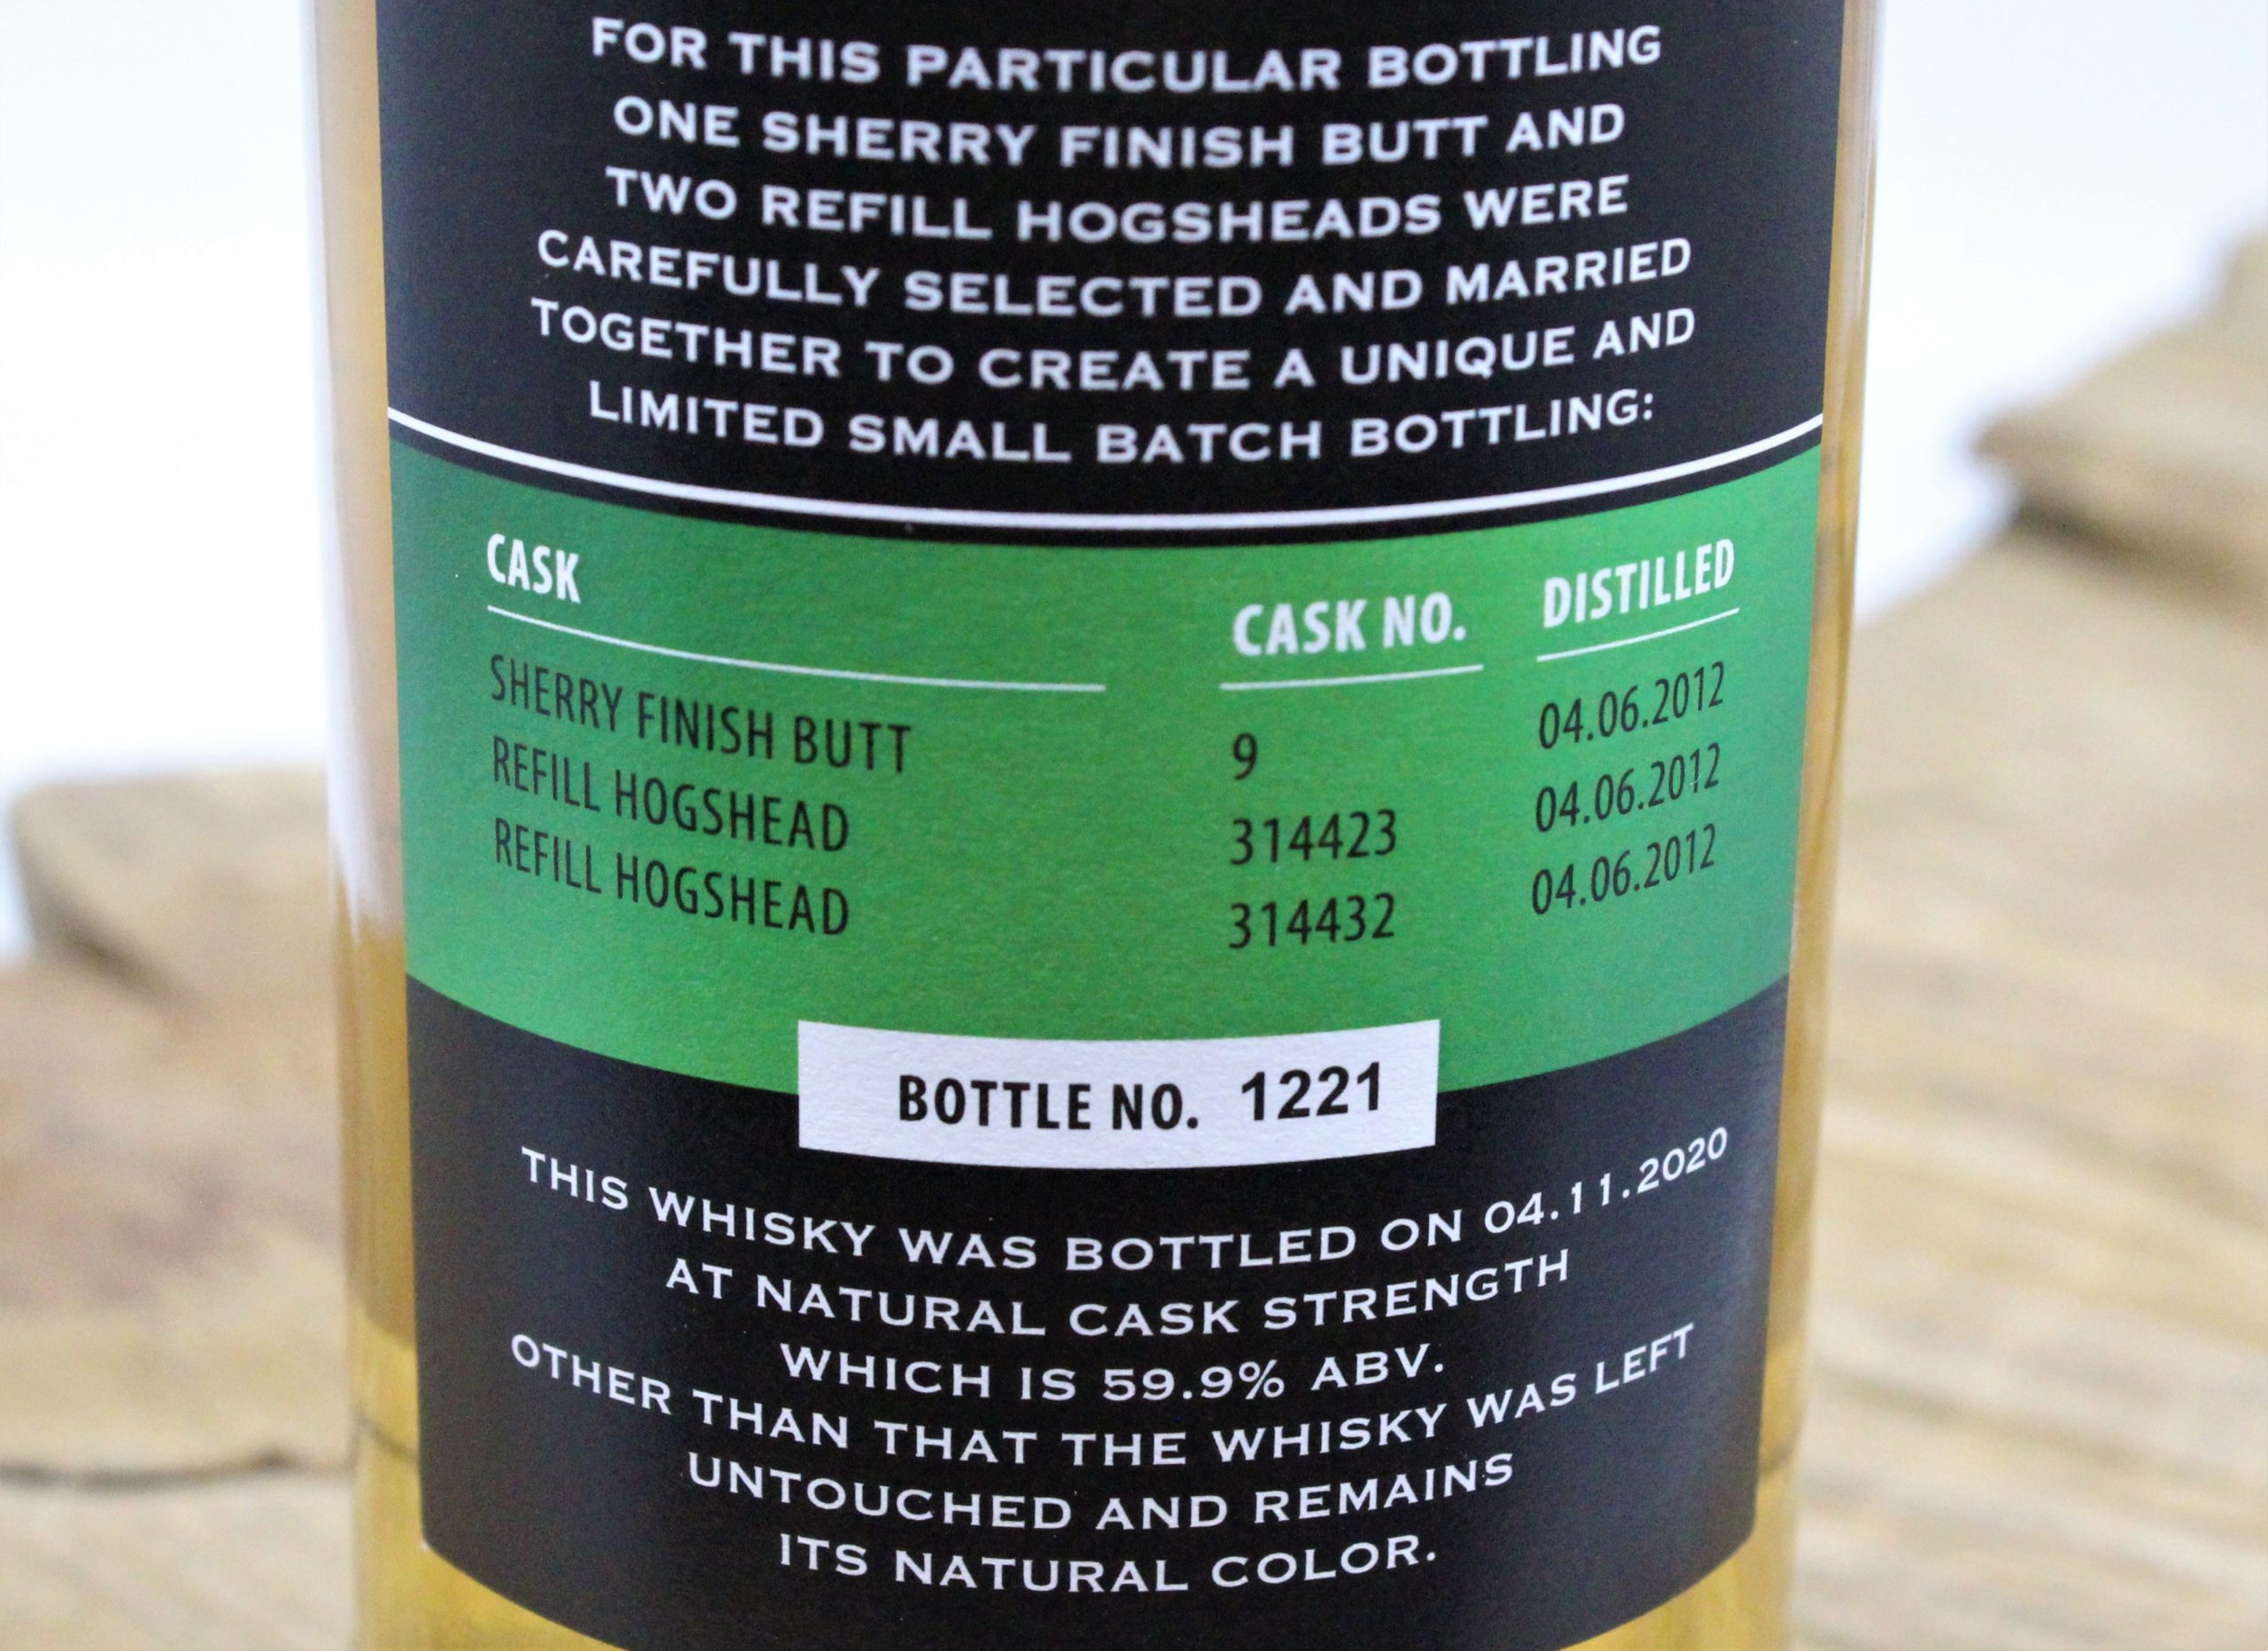 FOR THIS PARTICULAR BOTTLING
ONE SHERRY FINISH BUTT AND
TWO REFILL HOGSHEADS WERE
CAREFULLY SELECTED AND MARRIED
TOGETHER TO CREATE A UNIQUE AND
LIMITED SMALL BATCH BOTTLING:
CASK CASK NO. DISTILLED
SHERRY FINISH BUTT 9 04.06.2012
REFILL HOGSHEAD 314423 04.06.2012
REFILL HOGSHEAD 314432 04.06.2012
BOTTLE NO. 1221
THIS WHISKY WAS BOTTLED ON 04.11.2020
AT NATURAL CASK STRENGTH
WHICH IS 59.9% ABV.
OTHER THAN THAT THE WHISKY WAS LEFT
UNTOUCHED AND REMAINS
ITS NATURAL COLOR.